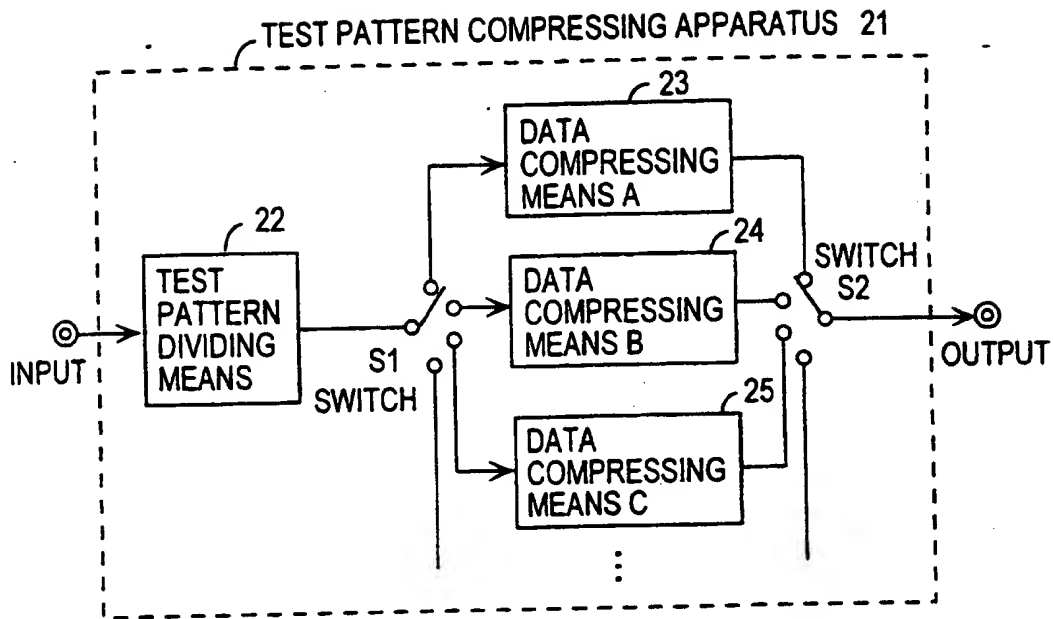 TEST PATTERN COMPRESSING APPARATUS 21
23
DATA
COMPRESSING
MEANS A
22
TEST
PATTERN
DIVIDING
MEANS
INPUT
S1
SWITCH
24
DATA
COMPRESSING
MEANS B
SWITCH
S2
OUTPUT
25
DATA
COMPRESSING
MEANS C